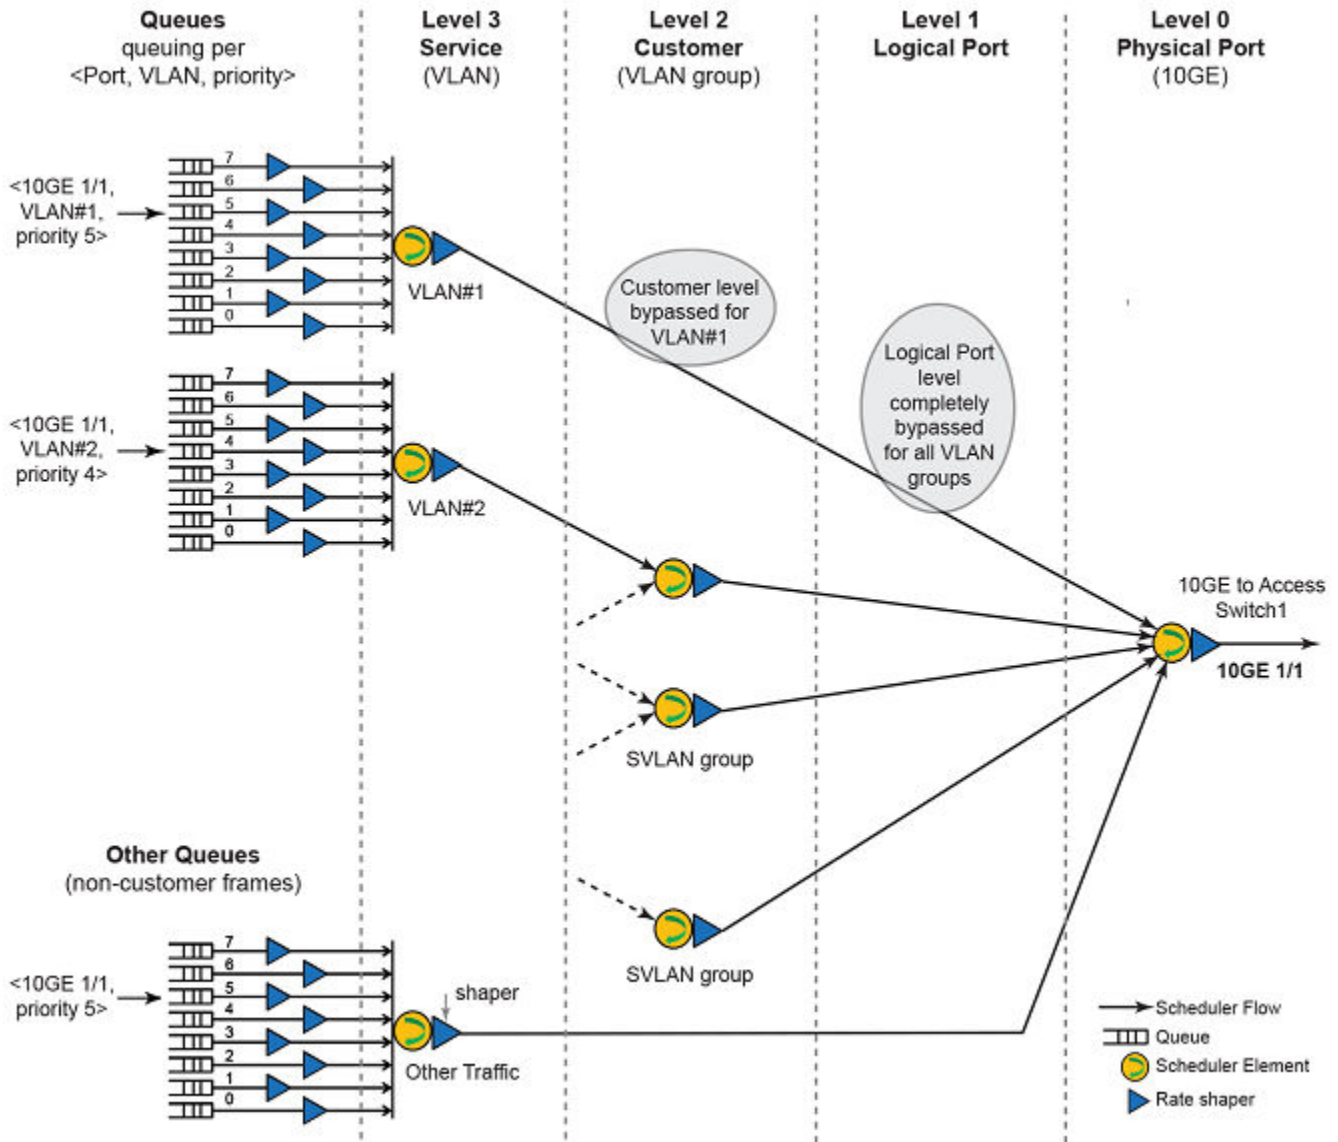 Queues
queuing per
<Port, VLAN, priority>
Level 3
Service
(VLAN)
Level 2
Customer
(VLAN group)
Level 1
Logical Port
Level 0
Physical Port
(10GE)
<10GE 1/1,
VLAN#1,
priority 5>
7
6
5
4
3
2
1
0
VLAN#1
Customer level
bypassed for
VLAN#1
Logical Port
level
completely
bypassed
for all VLAN
groups
<10GE 1/1,
VLAN#2,
priority 4>
7
6
5
4
3
2
1
0
VLAN#2
10GE to Access
Switch1
10GE 1/1
SVLAN group
SVLAN group
Other Queues
(non-customer frames)
<10GE 1/1,
priority 5>
7
6
5
4
3
2
1
0
shaper
Other Traffic
Scheduler Flow
Queue
Scheduler Element
Rate shaper